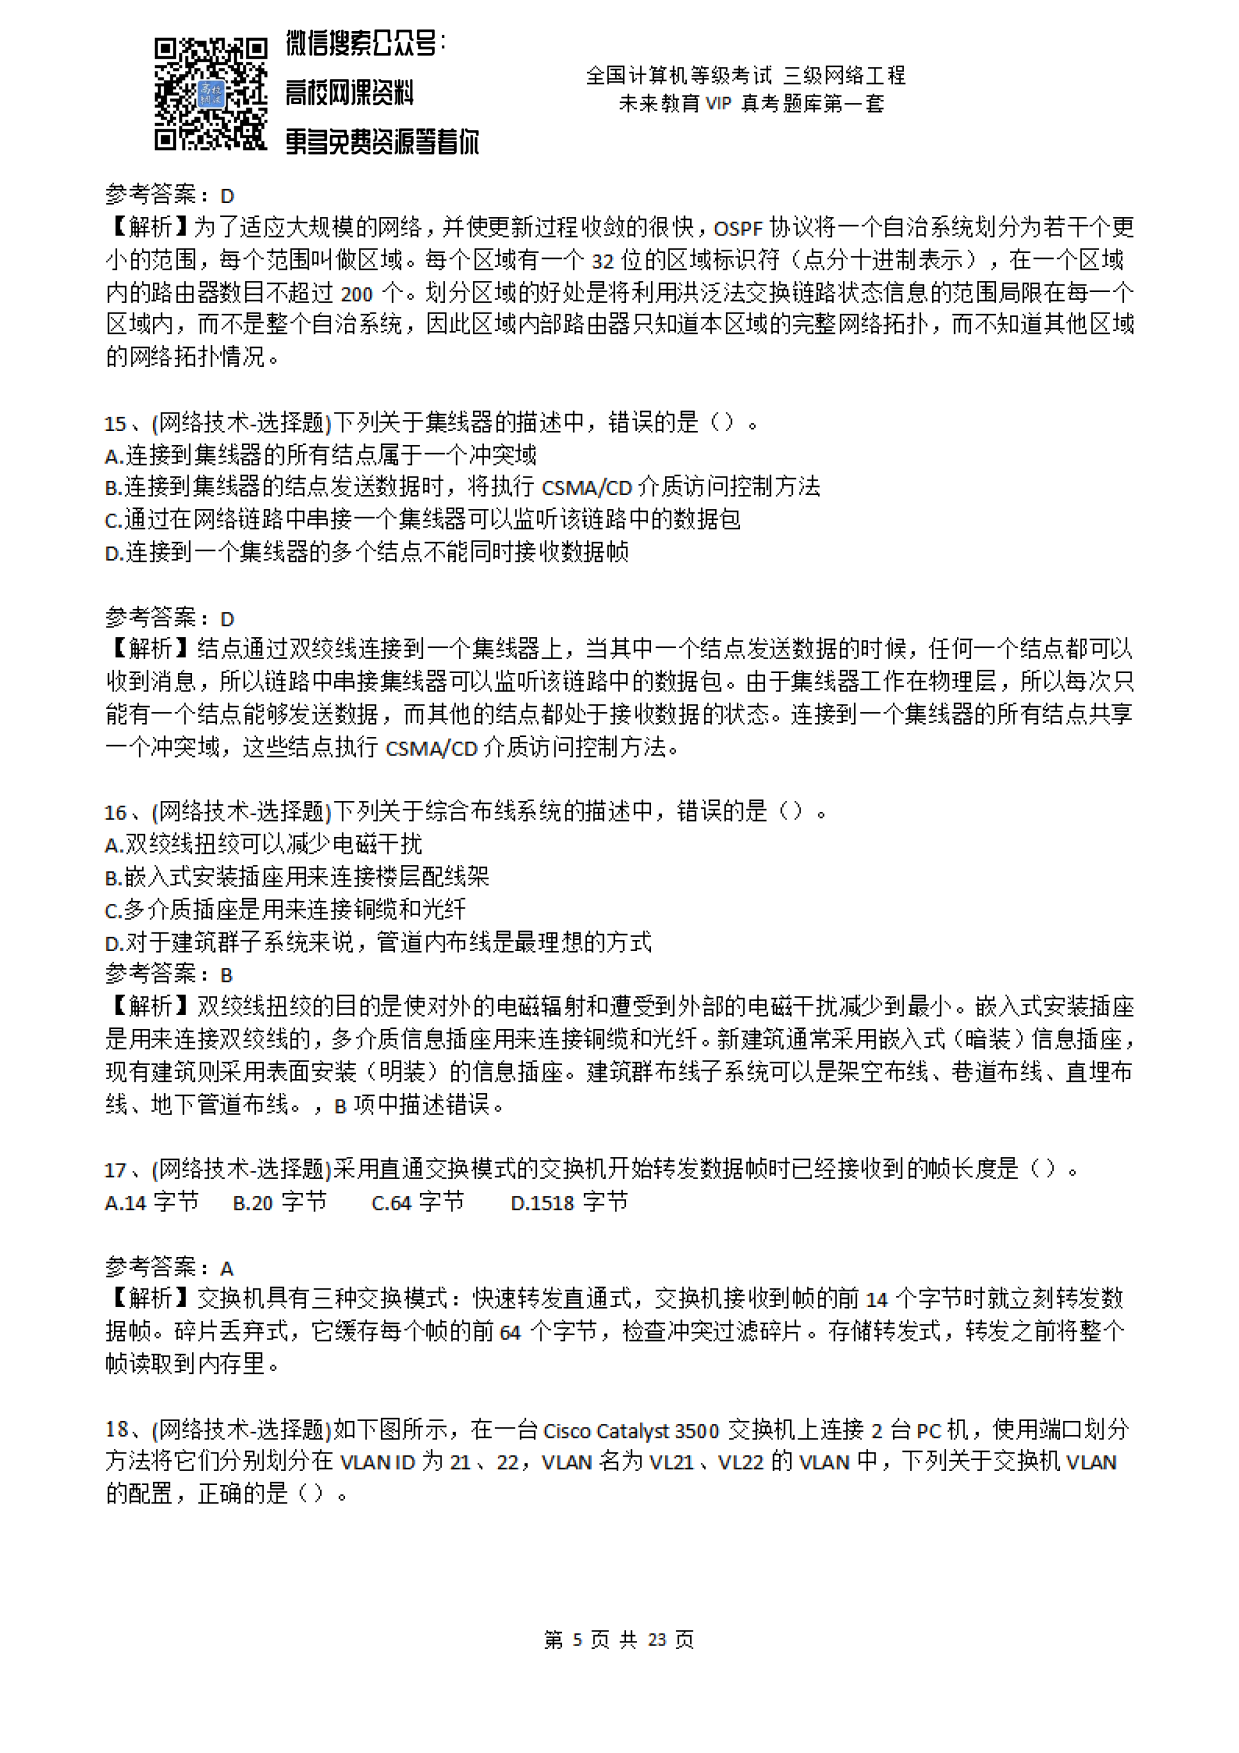 微信搜索公众号：
高校网课资料
更多免费资源等着你
全国计算机等级考试 三级网络工程
未来教育 VIP 真考题库第一套
参考答案：D
【解析】为了适应大规模的网络，并使更新过程收敛的很快，OSPF 协议将一个自治系统划分为若干个更
小的范围，每个范围叫做区域。每个区域有一个 32 位的区域标识符（点分十进制表示），在一个区域
内的路由器数目不超过 200 个。划分区域的好处是将利用洪泛法交换链路状态信息的范围局限在每一个
区域内，而不是整个自治系统，因此区域内部路由器只知道本区域的完整网络拓扑，而不知道其他区域
的网络拓扑情况。
15、(网络技术-选择题)下列关于集线器的描述中，错误的是（）。
A.连接到集线器的所有结点属于一个冲突域
B.连接到集线器的结点发送数据时，将执行 CSMA/CD 介质访问控制方法
C.通过在网络链路中串接一个集线器可以监听该链路中的数据包
D.连接到一个集线器的多个结点不能同时接收数据帧
参考答案：D
【解析】结点通过双绞线连接到一个集线器上，当其中一个结点发送数据的时候，任何一个结点都可以
收到消息，所以链路中串接集线器可以监听该链路中的数据包。由于集线器工作在物理层，所以每次只
能有一个结点能够发送数据，而其他的结点都处于接收数据的状态。连接到一个集线器的所有结点共享
一个冲突域，这些结点执行 CSMA/CD 介质访问控制方法。
16、(网络技术-选择题)下列关于综合布线系统的描述中，错误的是（）。
A.双绞线扭绞可以减少电磁干扰
B.嵌入式安装插座用来连接楼层配线架
C.多介质插座是用来连接铜缆和光纤
D.对于建筑群子系统来说，管道内布线是最理想的方式
参考答案：B
【解析】双绞线扭绞的目的是使对外的电磁辐射和遭受到外部的电磁干扰减少到最小。嵌入式安装插座
是用来连接双绞线的，多介质信息插座用来连接铜缆和光纤。新建筑通常采用嵌入式（暗装）信息插座，
现有建筑则采用表面安装（明装）的信息插座。建筑群布线子系统可以是架空布线、巷道布线、直埋布
线、地下管道布线。，B 项中描述错误。
17、(网络技术-选择题)采用直通交换模式的交换机开始转发数据帧时已经接收到的帧长度是（）。
A.14 字节 B.20 字节 C.64 字节 D.1518 字节
参考答案：A
【解析】交换机具有三种交换模式：快速转发直通式，交换机接收到帧的前 14 个字节时就立刻转发数
据帧。碎片丢弃式，它缓存每个帧的前 64 个字节，检查冲突过滤碎片。存储转发式，转发之前将整个
帧读取到内存里。
18、(网络技术-选择题)如下图所示，在一台 Cisco Catalyst 3500 交换机上连接 2 台 PC 机，使用端口划分
方法将它们分别划分在 VLAN ID 为 21、22，VLAN 名为 VL21、VL22 的 VLAN 中，下列关于交换机 VLAN
的配置，正确的是（）。
第 5 页 共 23 页